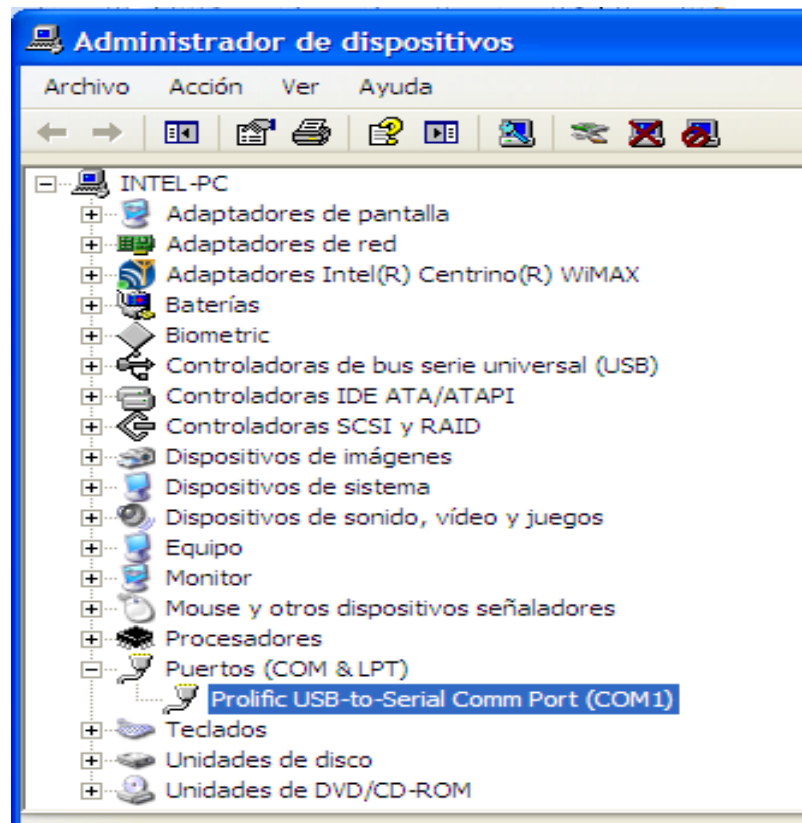 Administrador de dispositivos
Archivo Acción Ver Ayuda
INTEL-PC
Adaptadores de pantalla
Adaptadores de red
Adaptadores Intel(R) Centrino(R) WiMAX
Baterías
Biometric
Controladoras de bus serie universal (USB)
Controladoras IDE ATA/ATAPI
Controladoras SCSI y RAID
Dispositivos de imágenes
Dispositivos de sistema
Dispositivos de sonido, vídeo y juegos
Equipo
Monitor
Mouse y otros dispositivos señaladores
Procesadores
Puertos (COM & LPT)
Prolific USB-to-Serial Comm Port (COM1)
Teclados
Unidades de disco
Unidades de DVD/CD-ROM